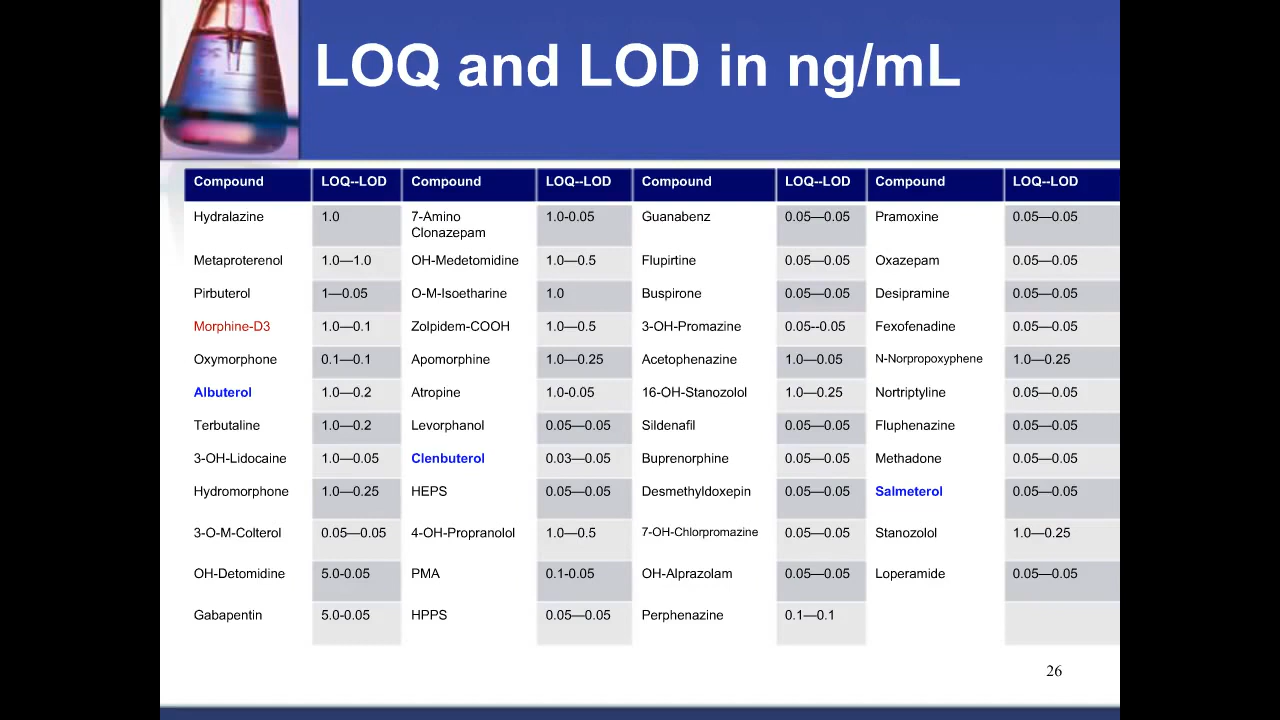 LOQ and LOD in ng/mL
Compound LOQ--LOD Compound LOQ--LOD Compound LOQ--LOD Compound LOQ--LOD
Hydralazine 1.0 7-Amino 1.0-0.05 Guanabenz 0.05—0.05 Pramoxine 0.05—0.05
Clonazepam
Metaproterenol 1.0—1.0 OH-Medetomidine 1.0—0.5 Flupirtine 0.05—0.05 Oxazepam 0.05—0.05
Pirbuterol 1—0.05 O-M-Isoetharine 1.0 Buspirone 0.05—0.05 Desipramine 0.05—0.05
Morphine-D3 1.0—0.1 Zolpidem-COOH 1.0—0.5 3-OH-Promazine 0.05--0.05 Fexofenadine 0.05—0.05
Oxymorphone 0.1—0.1 Apomorphine 1.0—0.25 Acetophenazine 1.0—0.05 N-Norpropoxyphene 1.0—0.25
Albuterol 1.0—0.2 Atropine 1.0-0.05 16-OH-Stanozolol 1.0—0.25 Nortriptyline 0.05—0.05
Terbutaline 1.0—0.2 Levorphanol 0.05—0.05 Sildenafil 0.05—0.05 Fluphenazine 0.05—0.05
3-OH-Lidocaine 1.0—0.05 Clenbuterol 0.03—0.05 Buprenorphine 0.05—0.05 Methadone 0.05—0.05
Hydromorphone 1.0—0.25 HEPS 0.05—0.05 Desmethyldoxepin 0.05—0.05 Salmeterol 0.05—0.05
3-O-M-Colterol 0.05—0.05 4-OH-Propranolol 1.0—0.5 7-OH-Chlorpromazine 0.05—0.05 Stanozolol 1.0—0.25
OH-Detomidine 5.0-0.05 PMA 0.1-0.05 OH-Alprazolam 0.05—0.05 Loperamide 0.05—0.05
Gabapentin 5.0-0.05 HPPS 0.05—0.05 Perphenazine 0.1—0.1
26